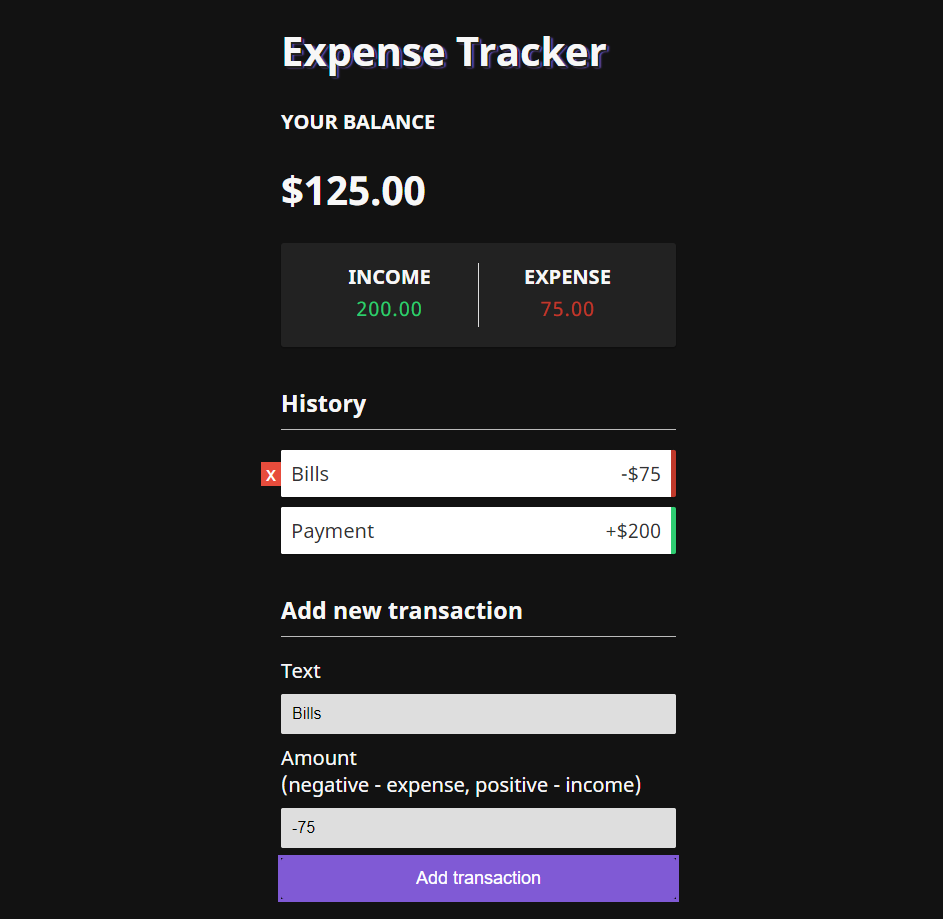 Expense Tracker
YOUR BALANCE
$125.00
INCOME EXPENSE
200.00 75.00
History
x Bills -$75
Payment +$200
Add new transaction
Text
Bills
Amount
(negative - expense, positive - income)
-75
Add transaction